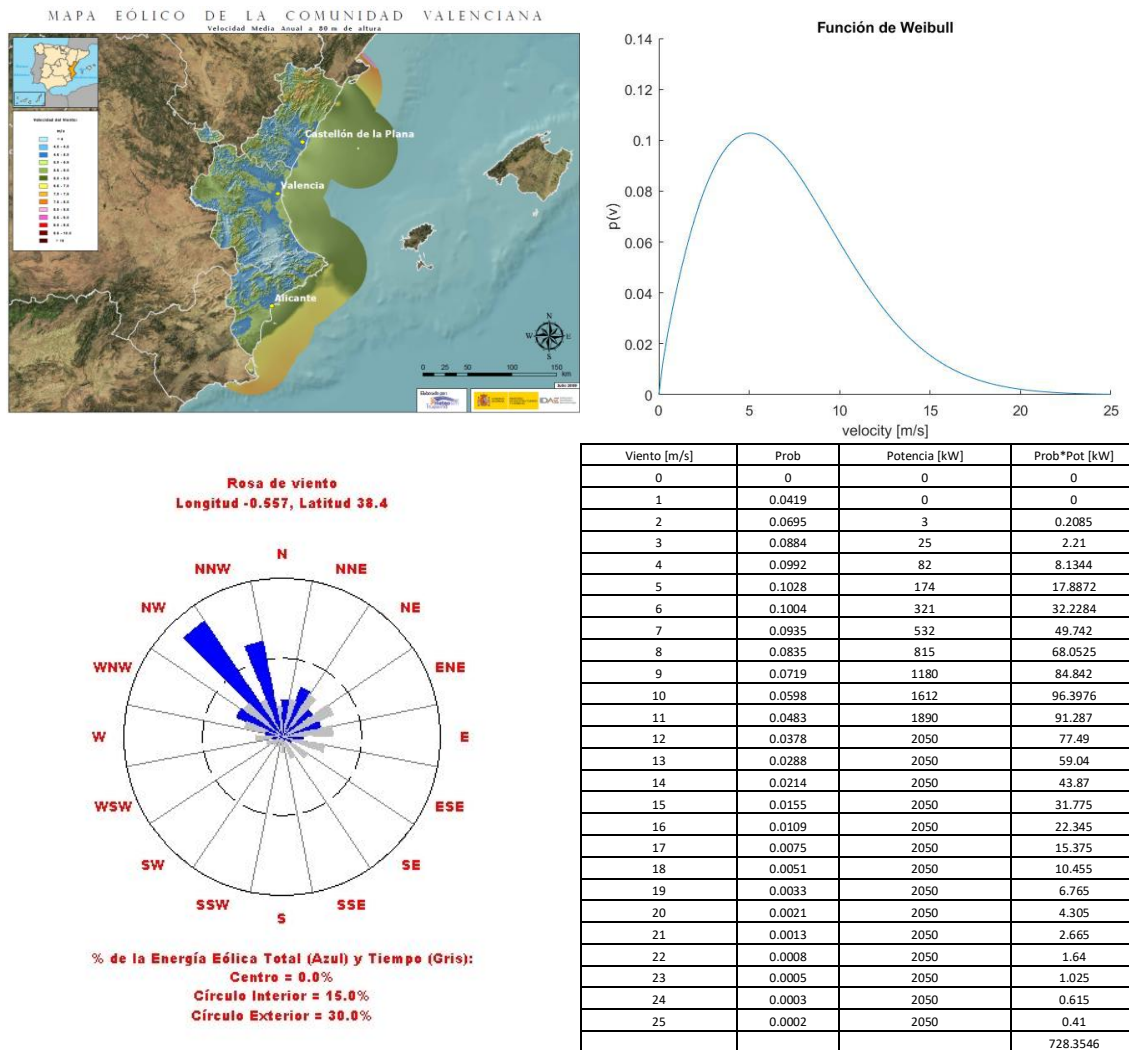 MAPA EÓLICO DE LA COMUNIDAD VALENCIANA
Velocidad Media Anual a 80 m de altura
Castellón de la Plana
Valencia
Alicante
N
W E
S
0 25 50 100 150
km
Función de Weibull
0.14
0.12
0.1
0.08
0.06
0.04
0.02
0
p(v)
0 5 10 15 20 25
velocity [m/s]
Rosa de viento
Longitud -0.557, Latitud 38.4
N
NNW NNE
NW NE
WNW ENE
W E
WSW ESE
SW SE
SSW SSE
S
% de la Energía Eólica Total (Azul) y Tiempo (Gris):
Centro = 0.0%
Círculo Interior = 15.0%
Círculo Exterior = 30.0%
Viento [m/s] Prob Potencia [kW] Prob*Pot [kW]
0 0 0 0
1 0.0419 0 0
2 0.0695 3 0.2085
3 0.0884 25 2.21
4 0.0992 82 8.1344
5 0.1028 174 17.8872
6 0.1004 321 32.2284
7 0.0935 532 49.742
8 0.0835 815 68.0525
9 0.0719 1180 84.842
10 0.0598 1612 96.3976
11 0.0483 1890 91.287
12 0.0378 2050 77.49
13 0.0288 2050 59.04
14 0.0214 2050 43.87
15 0.0155 2050 31.775
16 0.0109 2050 22.345
17 0.0075 2050 15.375
18 0.0051 2050 10.455
19 0.0033 2050 6.765
20 0.0021 2050 4.305
21 0.0013 2050 2.665
22 0.0008 2050 1.64
23 0.0005 2050 1.025
24 0.0003 2050 0.615
25 0.0002 2050 0.41
728.3546